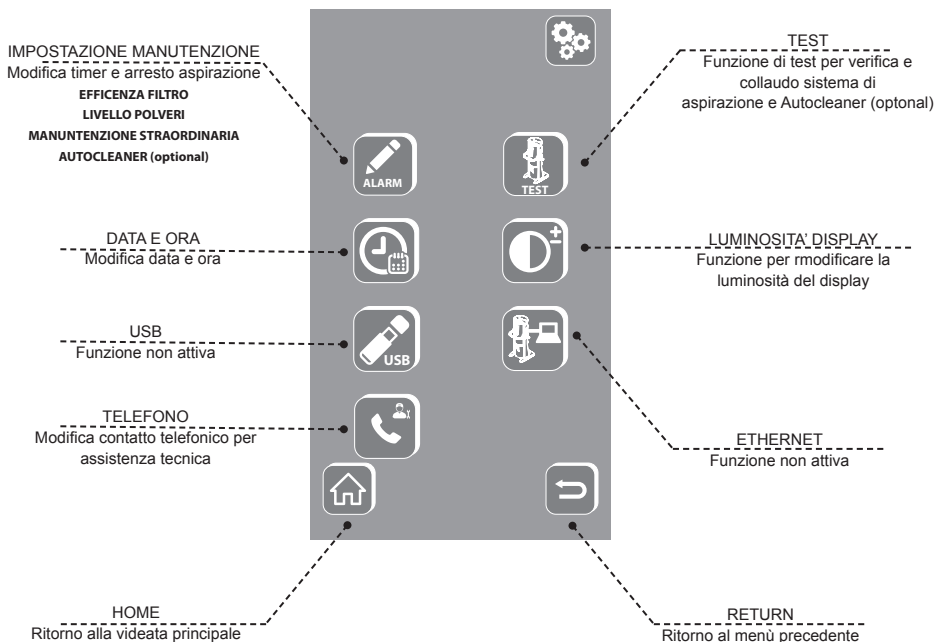 IMPOSTAZIONE MANUTENZIONE
Modifica timer e arresto aspirazione
EFFICENZA FILTRO
LIVELLO POLVERI
MANUNTENZIONE STRAORDINARIA
AUTOCLEANER (optional)
TEST
Funzione di test per verifica e
collaudo sistema di
aspirazione e Autocleaner (optonal)
ALARM
TEST
DATA E ORA
Modifica data e ora
LUMINOSITA' DISPLAY
Funzione per rmodificare la
luminosità del display
USB
Funzione non attiva
USB
TELEFONO
Modifica contatto telefonico per
assistenza tecnica
ETHERNET
Funzione non attiva
HOME
Ritorno alla videata principale
RETURN
Ritorno al menù precedente